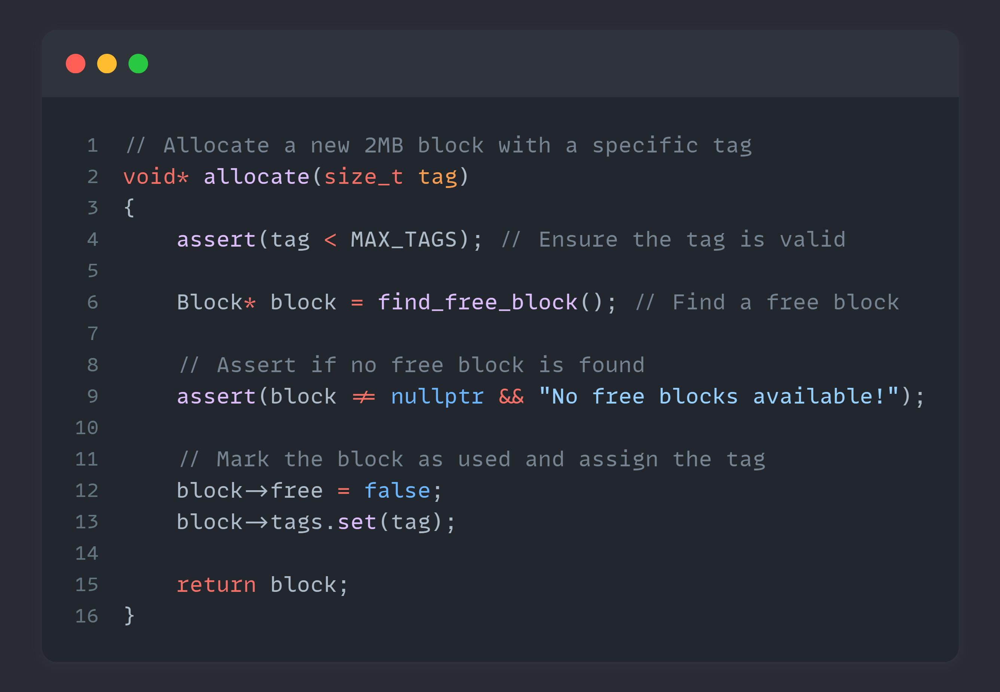 1 // Allocate a new 2MB block with a specific tag
2 void* allocate(size_t tag)
3 {
4     assert(tag < MAX_TAGS); // Ensure the tag is valid
5
6     Block* block = find_free_block(); // Find a free block
7
8     // Assert if no free block is found
9     assert(block != nullptr && "No free blocks available!");
10
11     // Mark the block as used and assign the tag
12     block->free = false;
13     block->tags.set(tag);
14
15     return block;
16 }